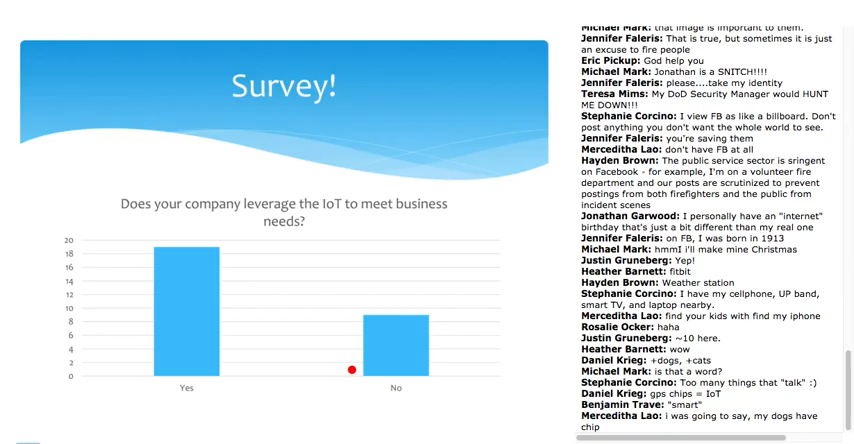 Survey!
Does your company leverage the IoT to meet business
needs?
20
18
16
14
12
10
8
6
4
2
0
Yes
No
Michael Mark: that image is important to them.
Jennifer Faleris: That is true, but sometimes it is just
an excuse to fire people
Eric Pickup: God help you
Michael Mark: Jonathan is a SNITCH!!!!
Jennifer Faleris: please....take my identity
Teresa Mims: My DoD Security Manager would HUNT
ME DOWN!!!
Stephanie Corcino: I view FB as like a billboard. Don't
post anything you don't want the whole world to see.
Jennifer Faleris: you're saving them
Merceditha Lao: don't have FB at all
Hayden Brown: The public service sector is sringent
on Facebook - for example, I'm on a volunteer fire
department and our posts are scrutinized to prevent
postings from both firefighters and the public from
incident scenes
Jonathan Garwood: I personally have an "internet"
birthday that's just a bit different than my real one
Jennifer Faleris: on FB, I was born in 1913
Michael Mark: hmmI i'll make mine Christmas
Justin Gruneberg: Yep!
Heather Barnett: fitbit
Hayden Brown: Weather station
Stephanie Corcino: I have my cellphone, UP band,
smart TV, and laptop nearby.
Merceditha Lao: find your kids with find my iphone
Rosalie Ocker: haha
Justin Gruneberg: ~10 here.
Heather Barnett: wow
Daniel Krieg: +dogs, +cats
Michael Mark: is that a word?
Stephanie Corcino: Too many things that "talk" :)
Daniel Krieg: gps chips = IoT
Benjamin Trave: "smart"
Merceditha Lao: i was going to say, my dogs have
chip